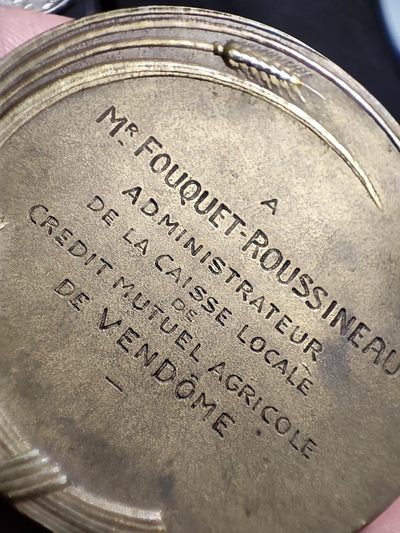 A
MR FOUQUET-ROUSSINEAU
ADMINISTRATEUR
DE LA CAISSE LOCALE
DE
CREDIT MUTUEL AGRICOLE
DE VENDÔME